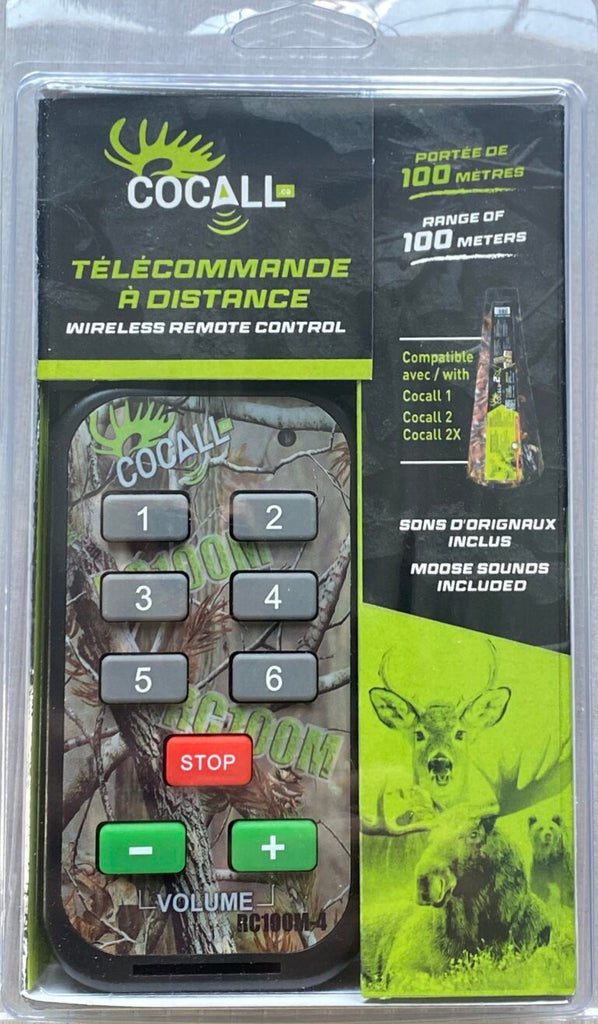 COCALL.ca
TÉLÉCOMMANDE
À DISTANCE
WIRELESS REMOTE CONTROL
PORTÉE DE
100 MÈTRES
RANGE OF
100 METERS
Compatible
avec / with
Cocall 1
Cocall 2
Cocall 2X
SONS D'ORIGNAUX
INCLUS
MOOSE SOUNDS
INCLUDED
COCALL
1 2
RC100M
3 4
5 6
RC100M
STOP
- +
VOLUME
RC100M-4